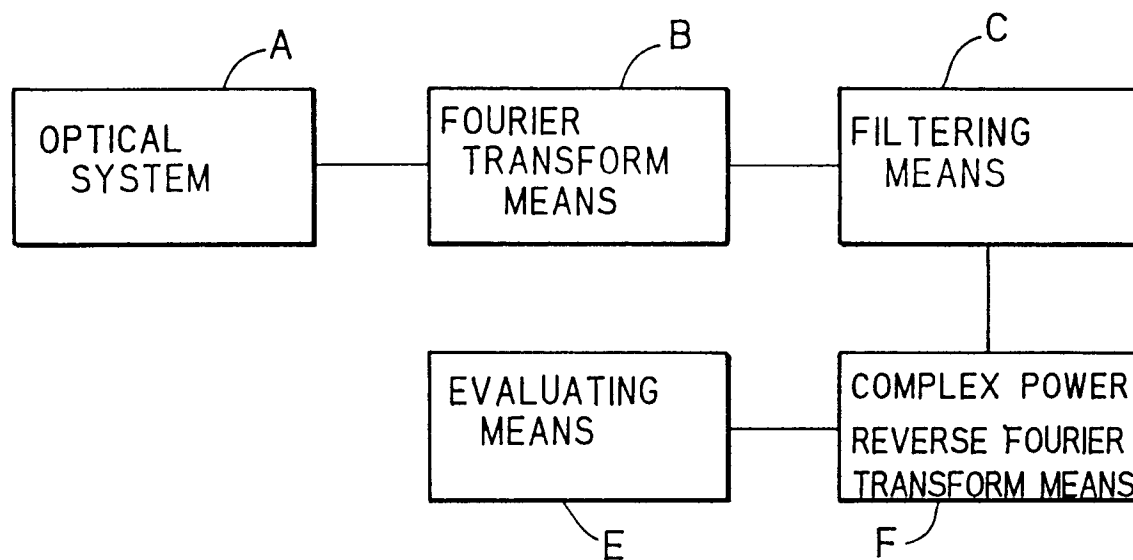 A
B
C
OPTICAL
SYSTEM
FOURIER
TRANSFORM
MEANS
FILTERING
MEANS
EVALUATING
MEANS
COMPLEX POWER
REVERSE FOURIER
TRANSFORM MEANS
E
F